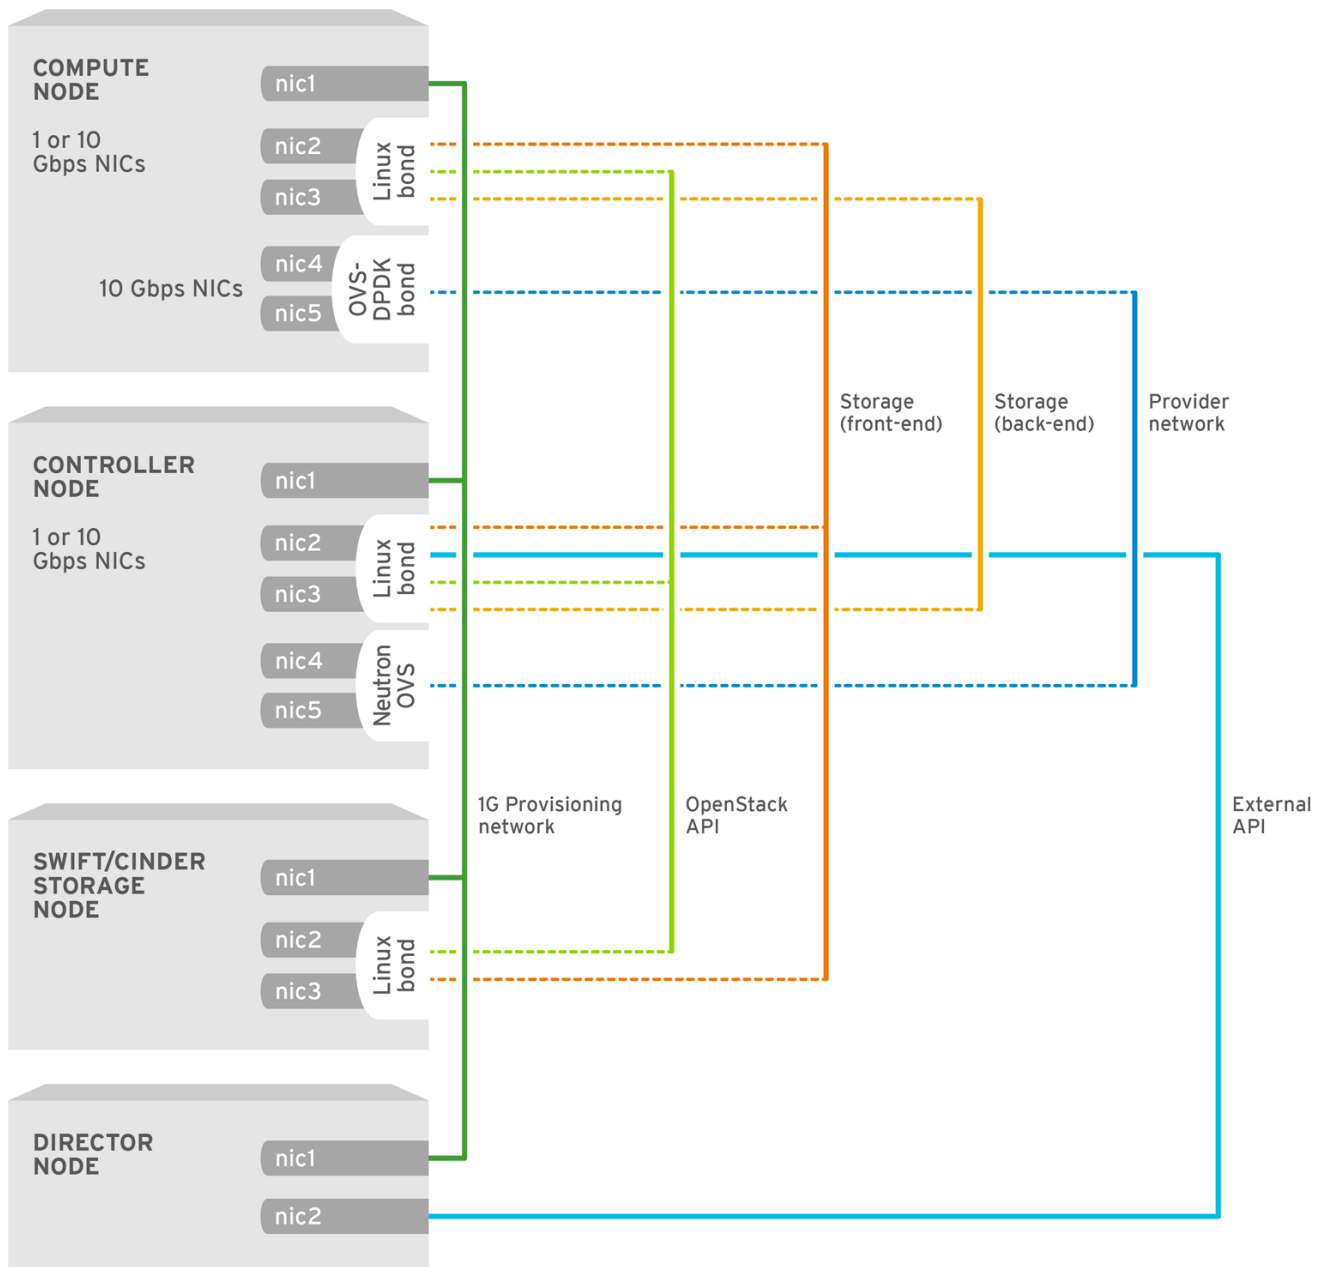 COMPUTE
NODE
1 or 10
Gbps NICs
nic1
nic2
nic3
Linux
bond
10 Gbps NICs
nic4
nic5
OVS-
DPDK
bond
Storage
(front-end)
Storage
(back-end)
Provider
network
CONTROLLER
NODE
1 or 10
Gbps NICs
nic1
nic2
nic3
Linux
bond
nic4
nic5
Neutron
OVS
1G Provisioning
network
OpenStack
API
External
API
SWIFT/CINDER
STORAGE
NODE
nic1
nic2
nic3
Linux
bond
DIRECTOR
NODE
nic1
nic2